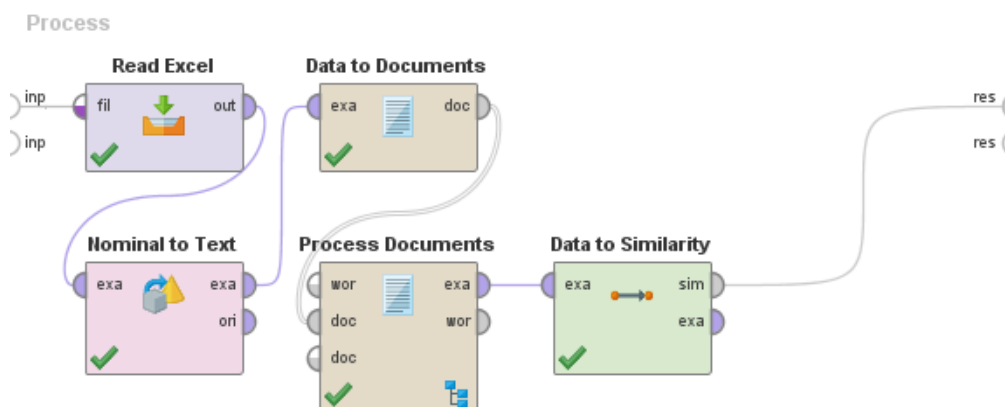 Process
Read Excel
Data to Documents
inp
fil
out
exa
doc
res
inp
res
Nominal to Text
Process Documents
Data to Similarity
exa
exa
wor
exa
exa
sim
ori
doc
wor
exa
doc